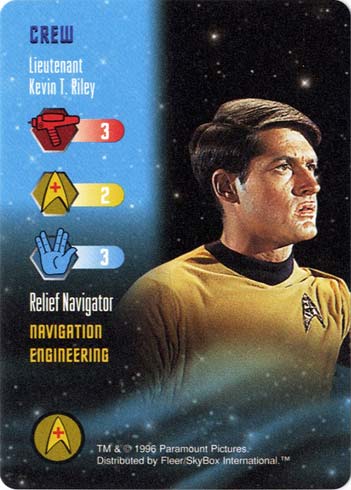 CREW
Lieutenant
Kevin T. Riley
3
2
3
Relief Navigator
NAVIGATION
ENGINEERING
TM & © 1996 Paramount Pictures.
Distributed by Fleer/SkyBox International.™